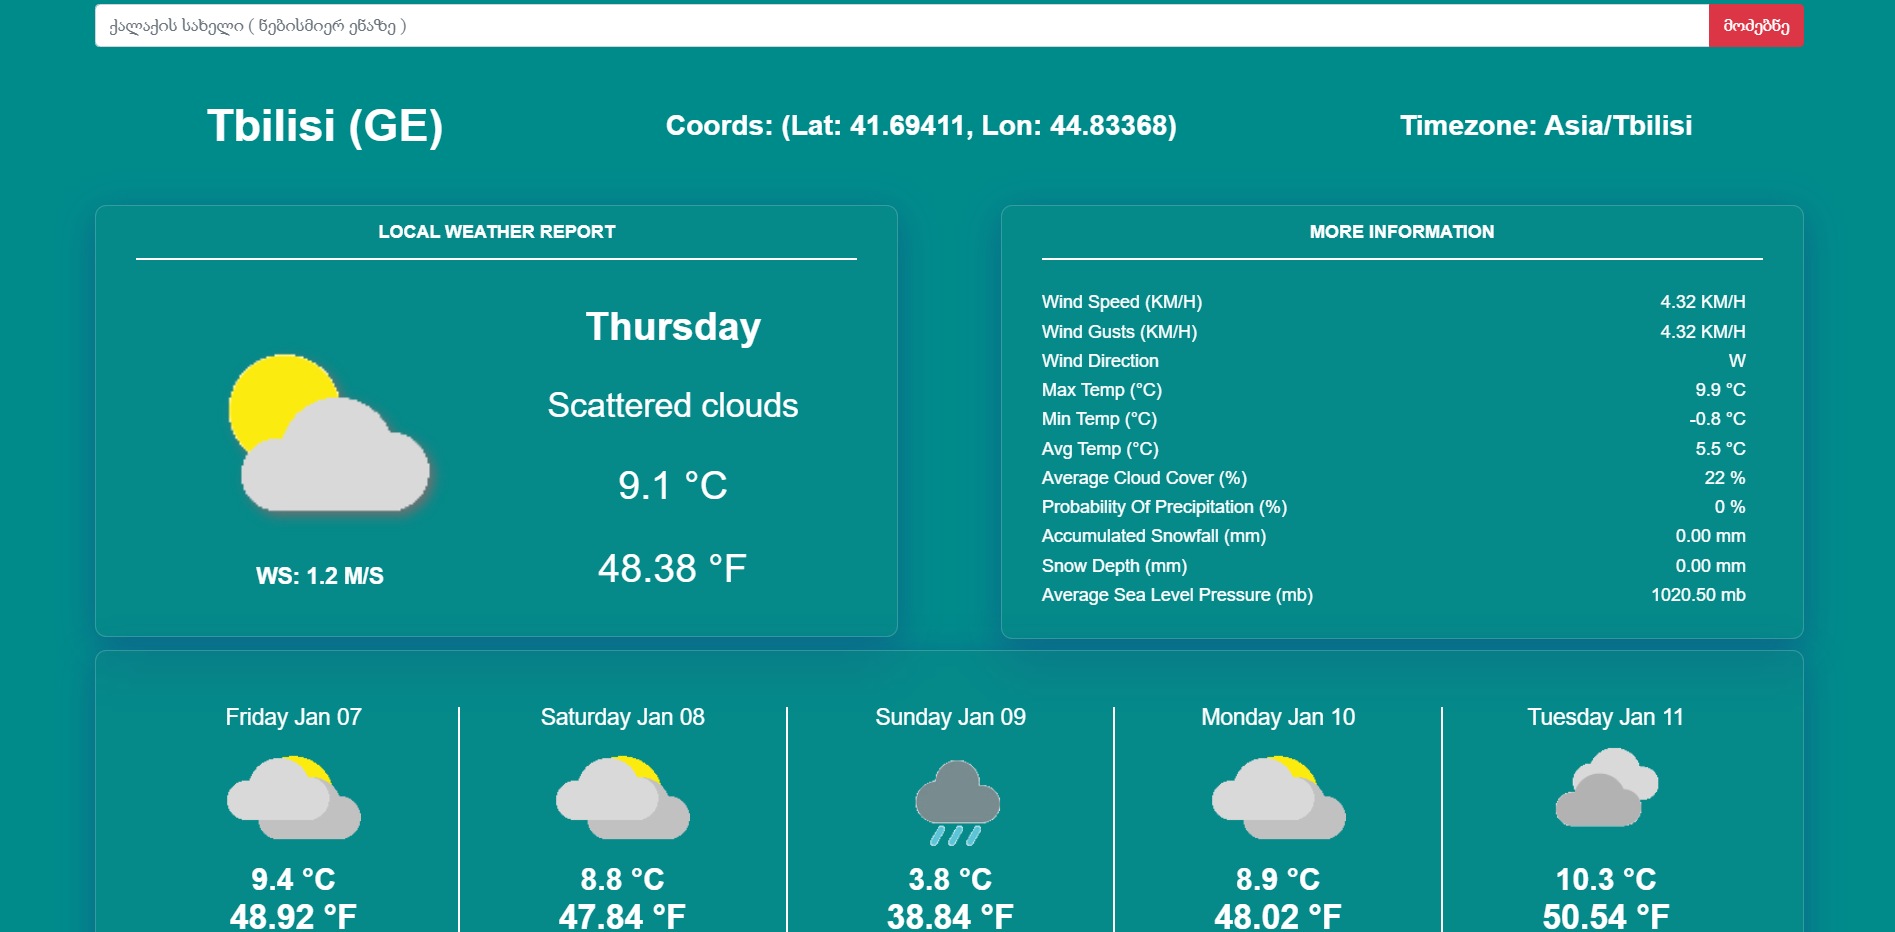 ქალაქის სახელი ( ნებისმიერ ენაზე )
მოძებნე
Tbilisi (GE)
Coords: (Lat: 41.69411, Lon: 44.83368)
Timezone: Asia/Tbilisi
LOCAL WEATHER REPORT
Thursday
Scattered clouds
9.1 °C
48.38 °F
WS: 1.2 M/S
MORE INFORMATION
Wind Speed (KM/H) 4.32 KM/H
Wind Gusts (KM/H) 4.32 KM/H
Wind Direction W
Max Temp (°C) 9.9 °C
Min Temp (°C) -0.8 °C
Avg Temp (°C) 5.5 °C
Average Cloud Cover (%) 22 %
Probability Of Precipitation (%) 0 %
Accumulated Snowfall (mm) 0.00 mm
Snow Depth (mm) 0.00 mm
Average Sea Level Pressure (mb) 1020.50 mb
Friday Jan 07
9.4 °C
48.92 °F
Saturday Jan 08
8.8 °C
47.84 °F
Sunday Jan 09
3.8 °C
38.84 °F
Monday Jan 10
8.9 °C
48.02 °F
Tuesday Jan 11
10.3 °C
50.54 °F